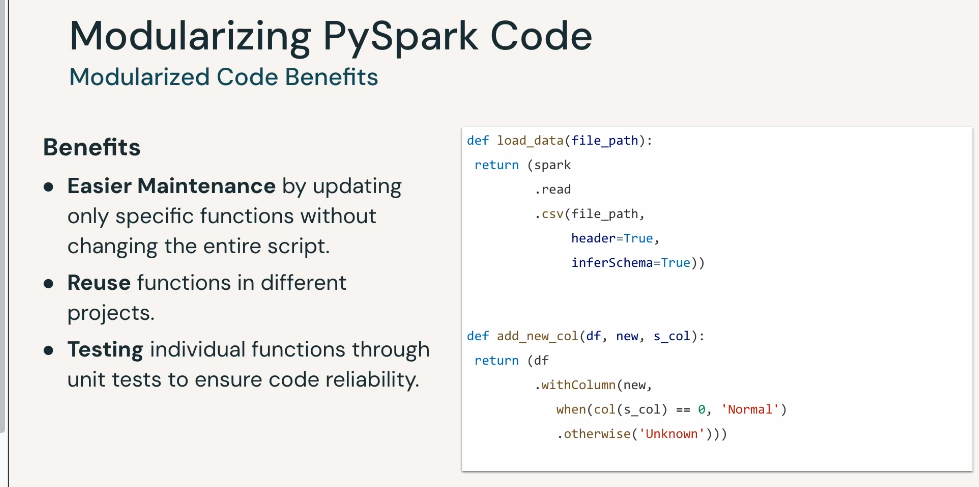 Modularizing PySpark Code
Modularized Code Benefits
Benefits
● Easier Maintenance by updating
only specific functions without
changing the entire script.
● Reuse functions in different
projects.
● Testing individual functions through
unit tests to ensure code reliability.
def load_data(file_path):
 return (spark
         .read
         .csv(file_path,
              header=True,
              inferSchema=True))
def add_new_col(df, new, s_col):
 return (df
         .withColumn(new,
            when(col(s_col) == 0, 'Normal')
            .otherwise('Unknown')))